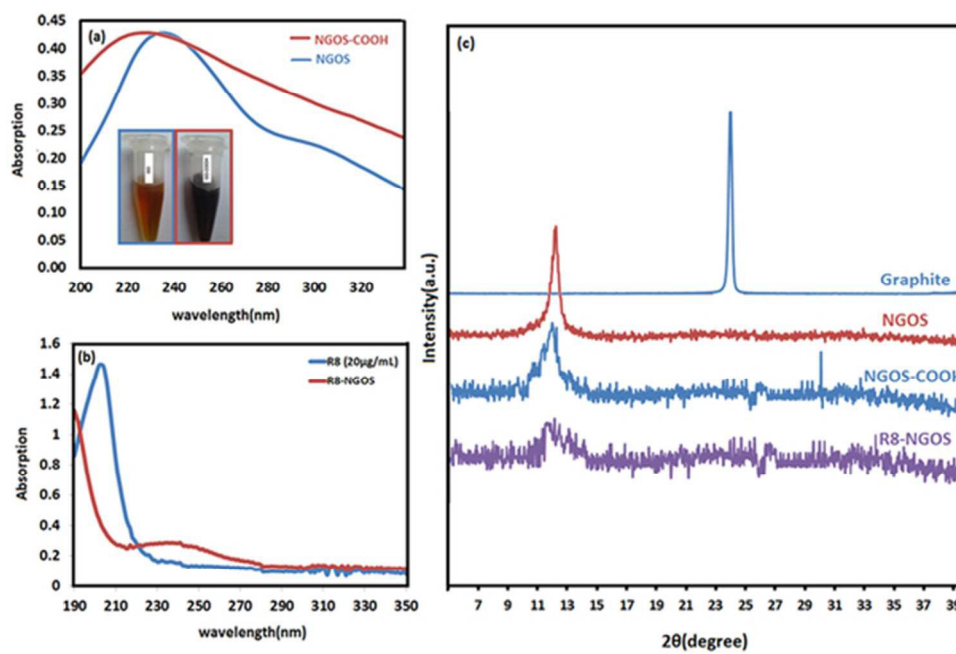 (a)
NGOS-COOH
NGOS
0.45
0.40
0.35
0.30
0.25
0.20
0.15
0.10
0.05
0.00
Absorption
200 220 240 260 280 300 320
wavelength(nm)
(b)
R8 (20µg/mL)
R8-NGOS
1.6
1.4
1.2
1
0.8
0.6
0.4
0.2
0
Absorption
190 210 230 250 270 290 310 330 350
wavelength(nm)
(c)
Intensity(a.u.)
Graphite
NGOS
NGOS-COOH
R8-NGOS
7 9 11 13 15 17 19 21 23 25 27 29 31 33 35 37 39
2θ(degree)